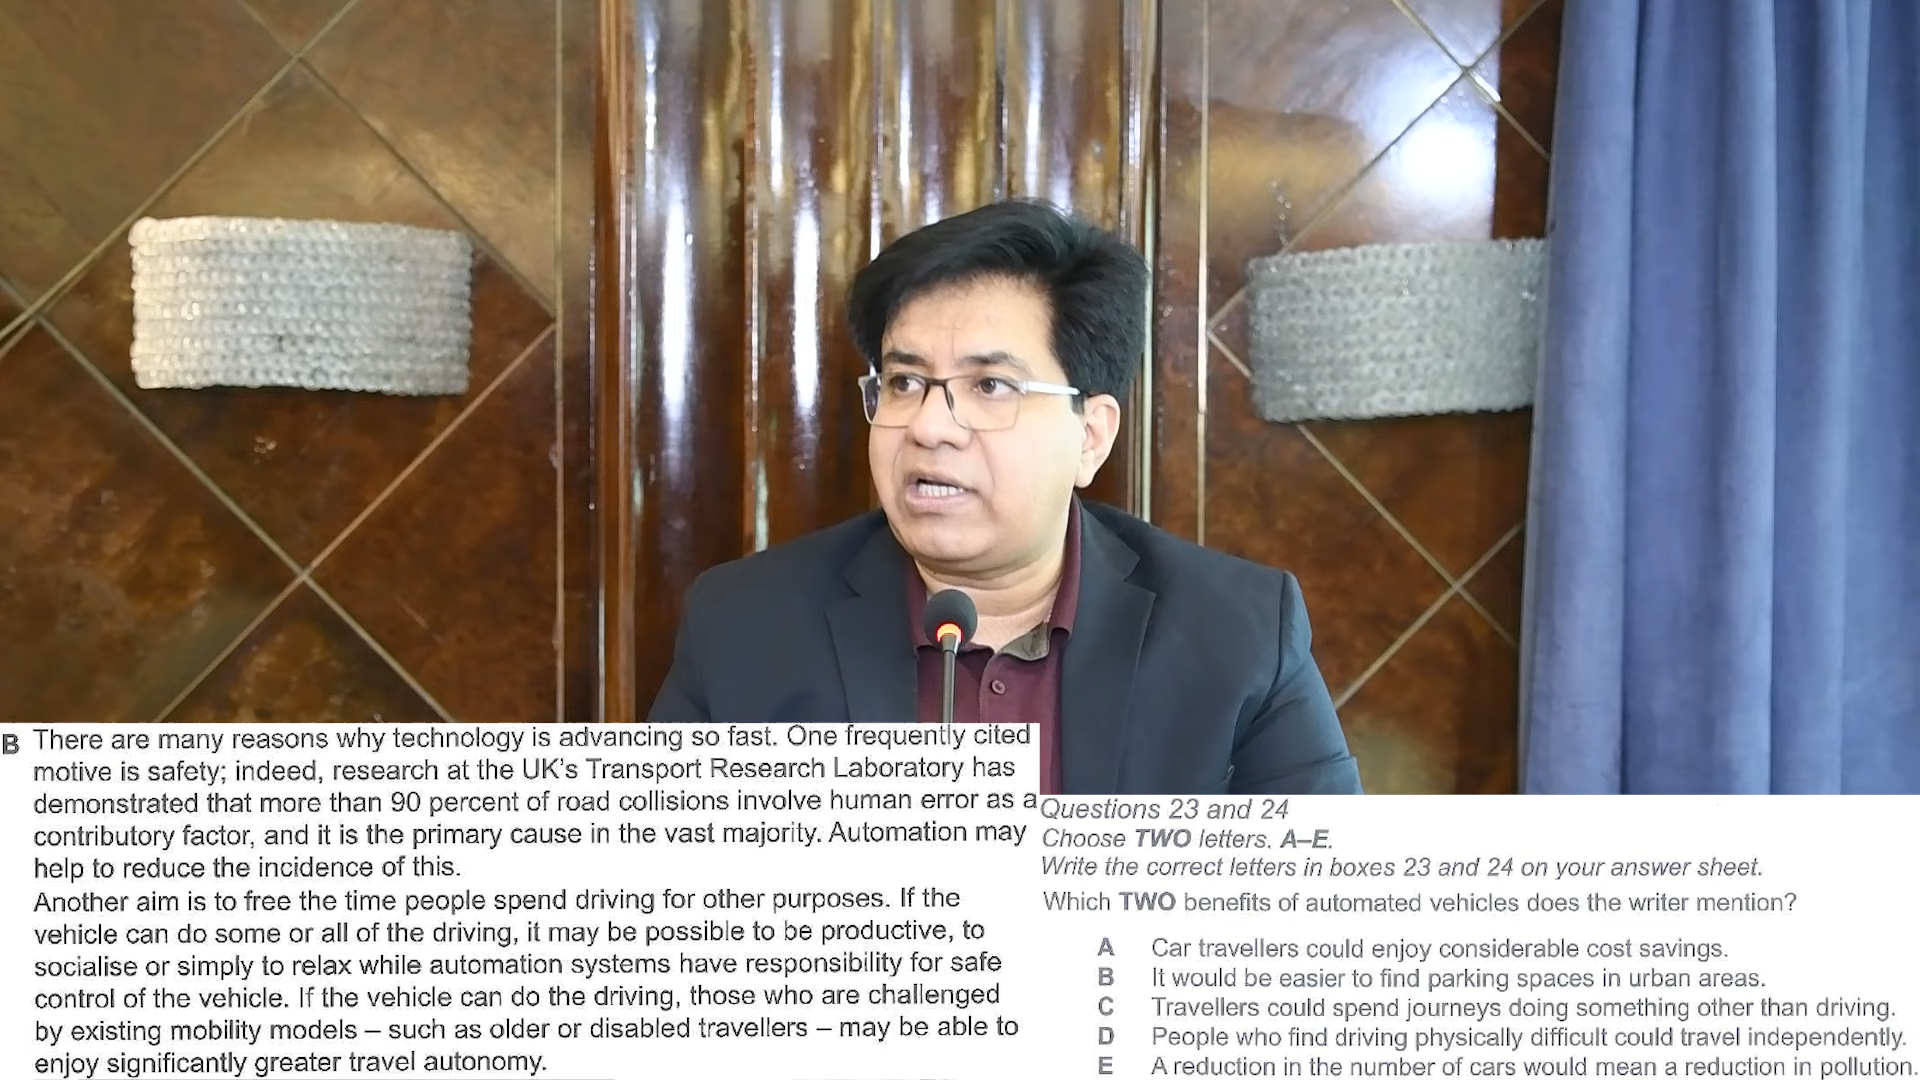 B There are many reasons why technology is advancing so fast. One frequently cited
motive is safety; indeed, research at the UK's Transport Research Laboratory has
demonstrated that more than 90 percent of road collisions involve human error as a
contributory factor, and it is the primary cause in the vast majority. Automation may
help to reduce the incidence of this.
Another aim is to free the time people spend driving for other purposes. If the
vehicle can do some or all of the driving, it may be possible to be productive, to
socialise or simply to relax while automation systems have responsibility for safe
control of the vehicle. If the vehicle can do the driving, those who are challenged
by existing mobility models – such as older or disabled travellers – may be able to
enjoy significantly greater travel autonomy.
Questions 23 and 24
Choose TWO letters, A–E.
Write the correct letters in boxes 23 and 24 on your answer sheet.
Which TWO benefits of automated vehicles does the writer mention?
A Car travellers could enjoy considerable cost savings.
B It would be easier to find parking spaces in urban areas.
C Travellers could spend journeys doing something other than driving.
D People who find driving physically difficult could travel independently.
E A reduction in the number of cars would mean a reduction in pollution.